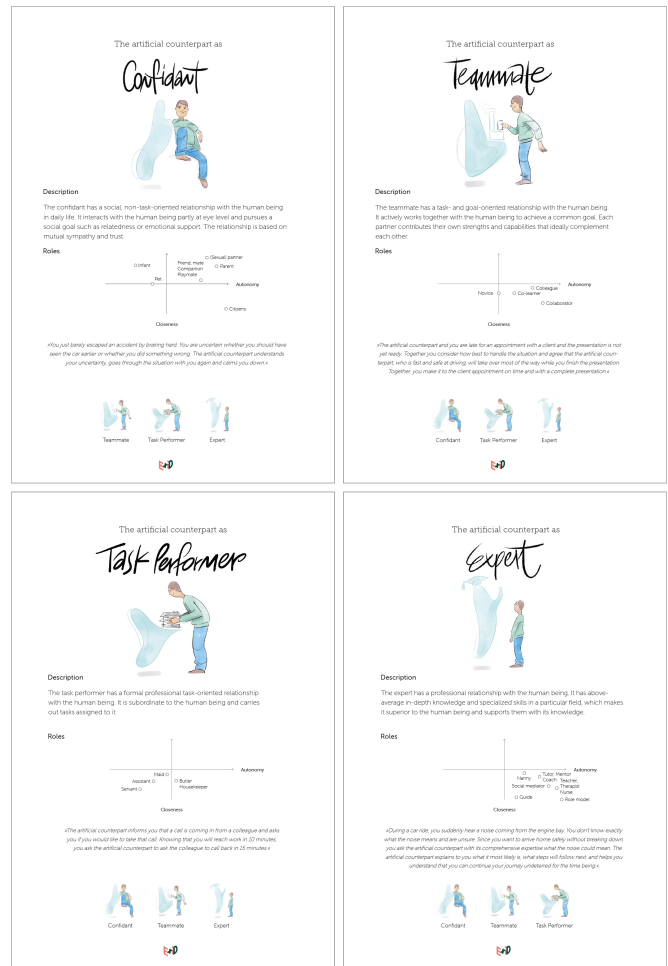 The artificial counterpart as
Confidant
Description
The confidant has a social, non-task-oriented relationship with the human being
in daily life. It interacts with the human being partly at eye level and pursues a
social goal such as relatedness or emotional support. The relationship is based on
mutual sympathy and trust.
Roles
(Sexual) partner
Infant
Friend, mate
Companion
Playmate
Parent
Pet
Autonomy
Citizens
Closeness
»You just barely escaped an accident by braking hard. You are uncertain whether you should have
seen the car earlier or whether you did something wrong. The artificial counterpart understands
your uncertainty, goes through the situation with you again and calms you down.«
Teammate
Task Performer
Expert
E&D
The artificial counterpart as
Teammate
Description
The teammate has a task- and goal-oriented relationship with the human being.
It actively works together with the human being to achieve a common goal. Each
partner contributes their own strengths and capabilities that ideally complement
each other.
Roles
Autonomy
Colleague
Novice
Co-learner
Collaborator
Closeness
»The artificial counterpart and you are late for an appointment with a client and the presentation is not
yet ready. Together you consider how best to handle the situation and agree that the artificial coun-
terpart, who is fast and safe at driving, will take over most of the way while you finish the presentation.
Together, you make it to the client appointment on time and with a complete presentation.«
Confidant
Task Performer
Expert
E&D
The artificial counterpart as
Task Performer
Description
The task performer has a formal professional task-oriented relationship
with the human being. It is subordinate to the human being and carries
out tasks assigned to it.
Roles
Autonomy
Maid
Assistant
Butler
Housekeeper
Servant
Closeness
»The artificial counterpart informs you that a call is coming in from a colleague and asks
you if you would like to take that call. Knowing that you will reach work in 10 minutes,
you ask the artificial counterpart to ask the colleague to call back in 15 minutes.«
Confidant
Teammate
Expert
E&D
The artificial counterpart as
Expert
Description
The expert has a professional relationship with the human being. It has above-
average in-depth knowledge and specialized skills in a particular field, which makes
it superior to the human being and supports them with its knowledge.
Roles
Autonomy
Nanny
Tutor, Mentor
Coach
Teacher,
Therapist
Nurse
Social mediator
Guide
Role model
Closeness
»During a car ride, you suddenly hear a noise coming from the engine bay. You don't know exactly
what the noise means and are unsure. Since you want to arrive home safely without breaking down,
you ask the artificial counterpart with its comprehensive expertise what the noise could mean. The
artificial counterpart explains to you what it most likely is, what steps will follow next, and helps you
understand that you can continue your journey undeterred for the time being.«
Confidant
Teammate
Task Performer
E&D